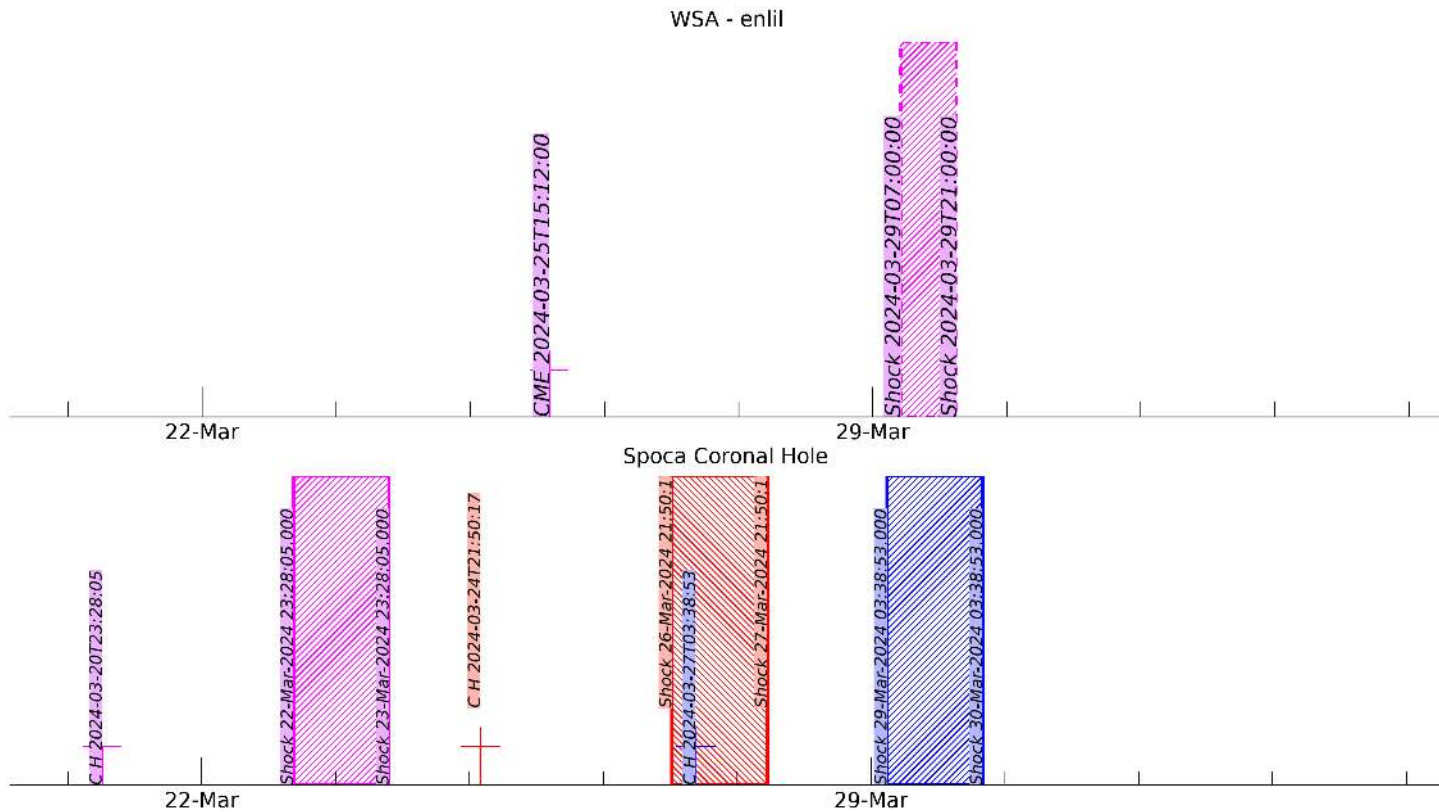 WSA - enlil
CME 2024-03-25T15:12:00
Shock 2024-03-29T07:00:00
Shock 2024-03-29T21:00:00
22-Mar
29-Mar
Spoca Coronal Hole
C H 2024-03-20T23:28:05
Shock 22-Mar-2024 23:28:05.000
Shock 23-Mar-2024 23:28:05.000
C H 2024-03-24T21:50:17
Shock 26-Mar-2024 21:50:1
C H 2024-03-27T03:38:53
Shock 27-Mar-2024 21:50:1
Shock 29-Mar-2024 03:38:53.000
Shock 30-Mar-2024 03:38:53.000
22-Mar
29-Mar